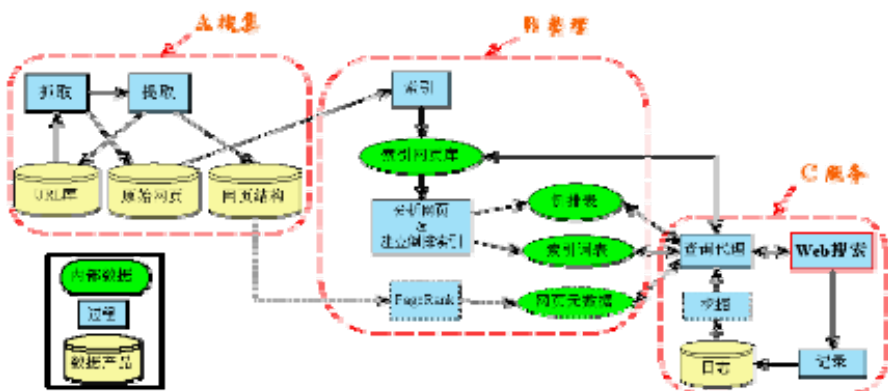 A 搜集
B 整理
抓取
提取
索引
URL库
原始网页
网页结构
索引网页库
C 服务
分析网页
建立倒排索引
倒排表
索引词表
查询代理
Web搜索
内部数据
过程
数据产品
PageRank
网页元数据
挖掘
日志
记录